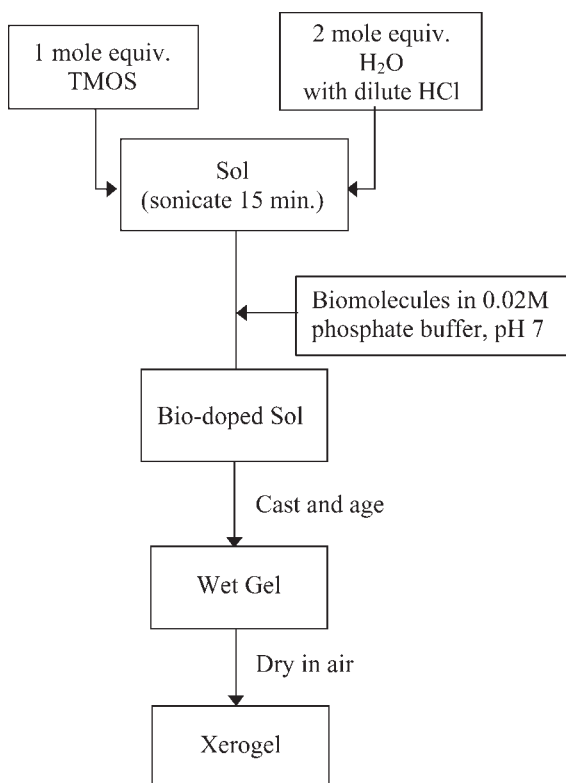 1 mole equiv.
TMOS
2 mole equiv.
H₂O
with dilute HCl
Sol
(sonicate 15 min.)
Biomolecules in 0.02M
phosphate buffer, pH 7
Bio-doped Sol
Cast and age
Wet Gel
Dry in air
Xerogel